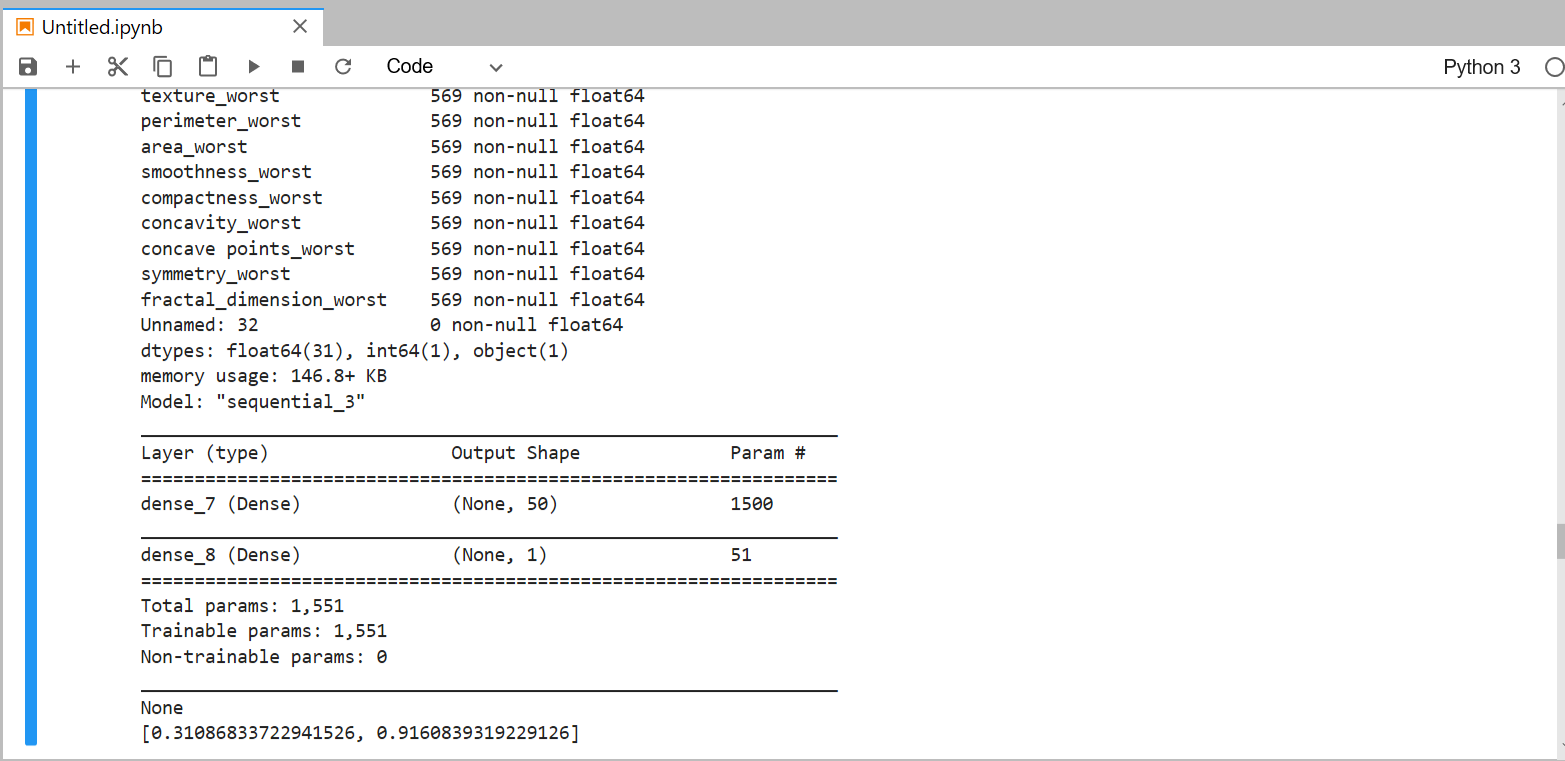 Untitled.ipynb
Code
Python 3
texture_worst 569 non-null float64
perimeter_worst 569 non-null float64
area_worst 569 non-null float64
smoothness_worst 569 non-null float64
compactness_worst 569 non-null float64
concavity_worst 569 non-null float64
concave points_worst 569 non-null float64
symmetry_worst 569 non-null float64
fractal_dimension_worst 569 non-null float64
Unnamed: 32 0 non-null float64
dtypes: float64(31), int64(1), object(1)
memory usage: 146.8+ KB
Model: "sequential_3"
_________________________________________________________________
Layer (type) Output Shape Param #
=================================================================
dense_7 (Dense) (None, 50) 1500
_________________________________________________________________
dense_8 (Dense) (None, 1) 51
=================================================================
Total params: 1,551
Trainable params: 1,551
Non-trainable params: 0
_________________________________________________________________
None
[0.31086833722941526, 0.9160839319229126]